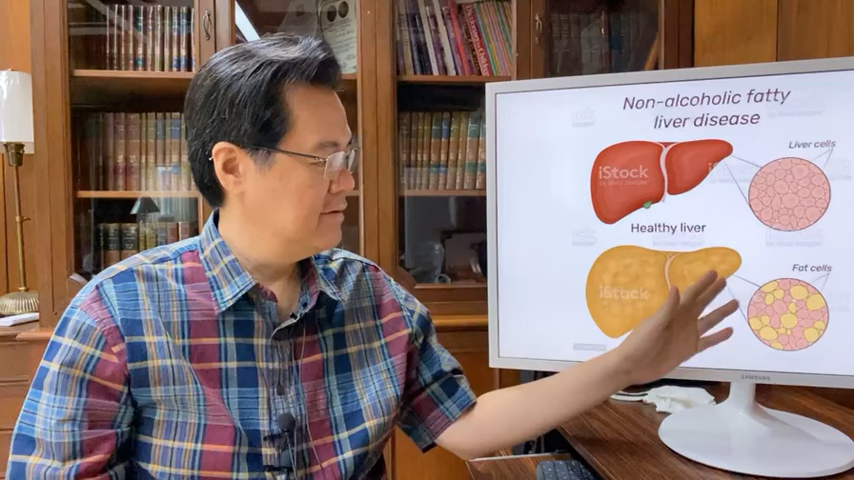 Non-alcoholic fatty
liver disease
Liver cells
iStock
Healthy liver
Fat cells
iStock
SAMSUNG